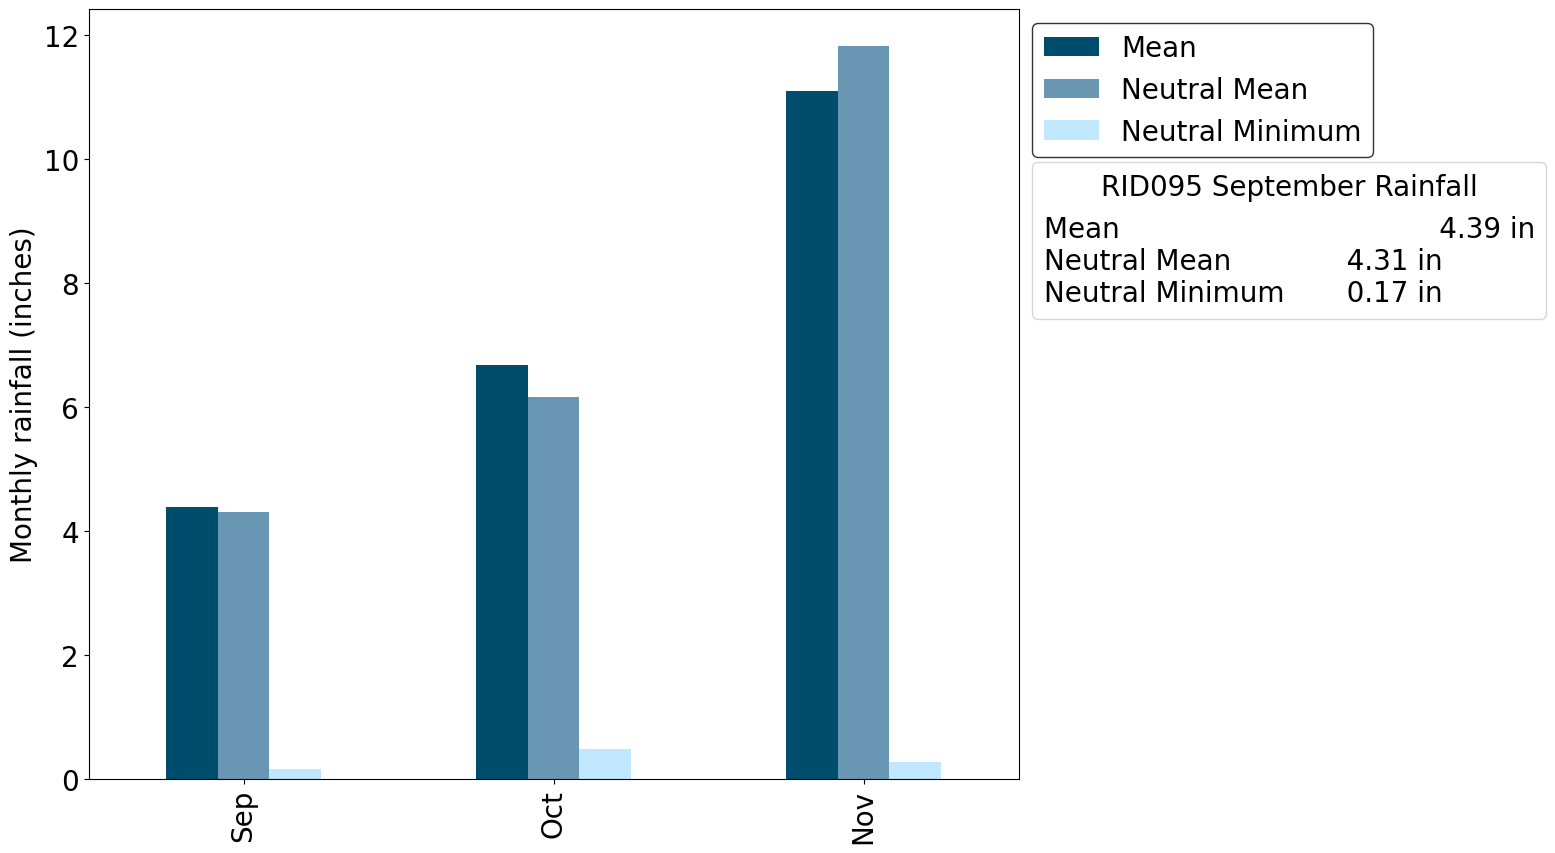 Monthly rainfall (inches)
12
10
8
6
4
2
0
Sep
Oct
Nov
Mean
Neutral Mean
Neutral Minimum
RID095 September Rainfall
Mean 4.39 in
Neutral Mean 4.31 in
Neutral Minimum 0.17 in